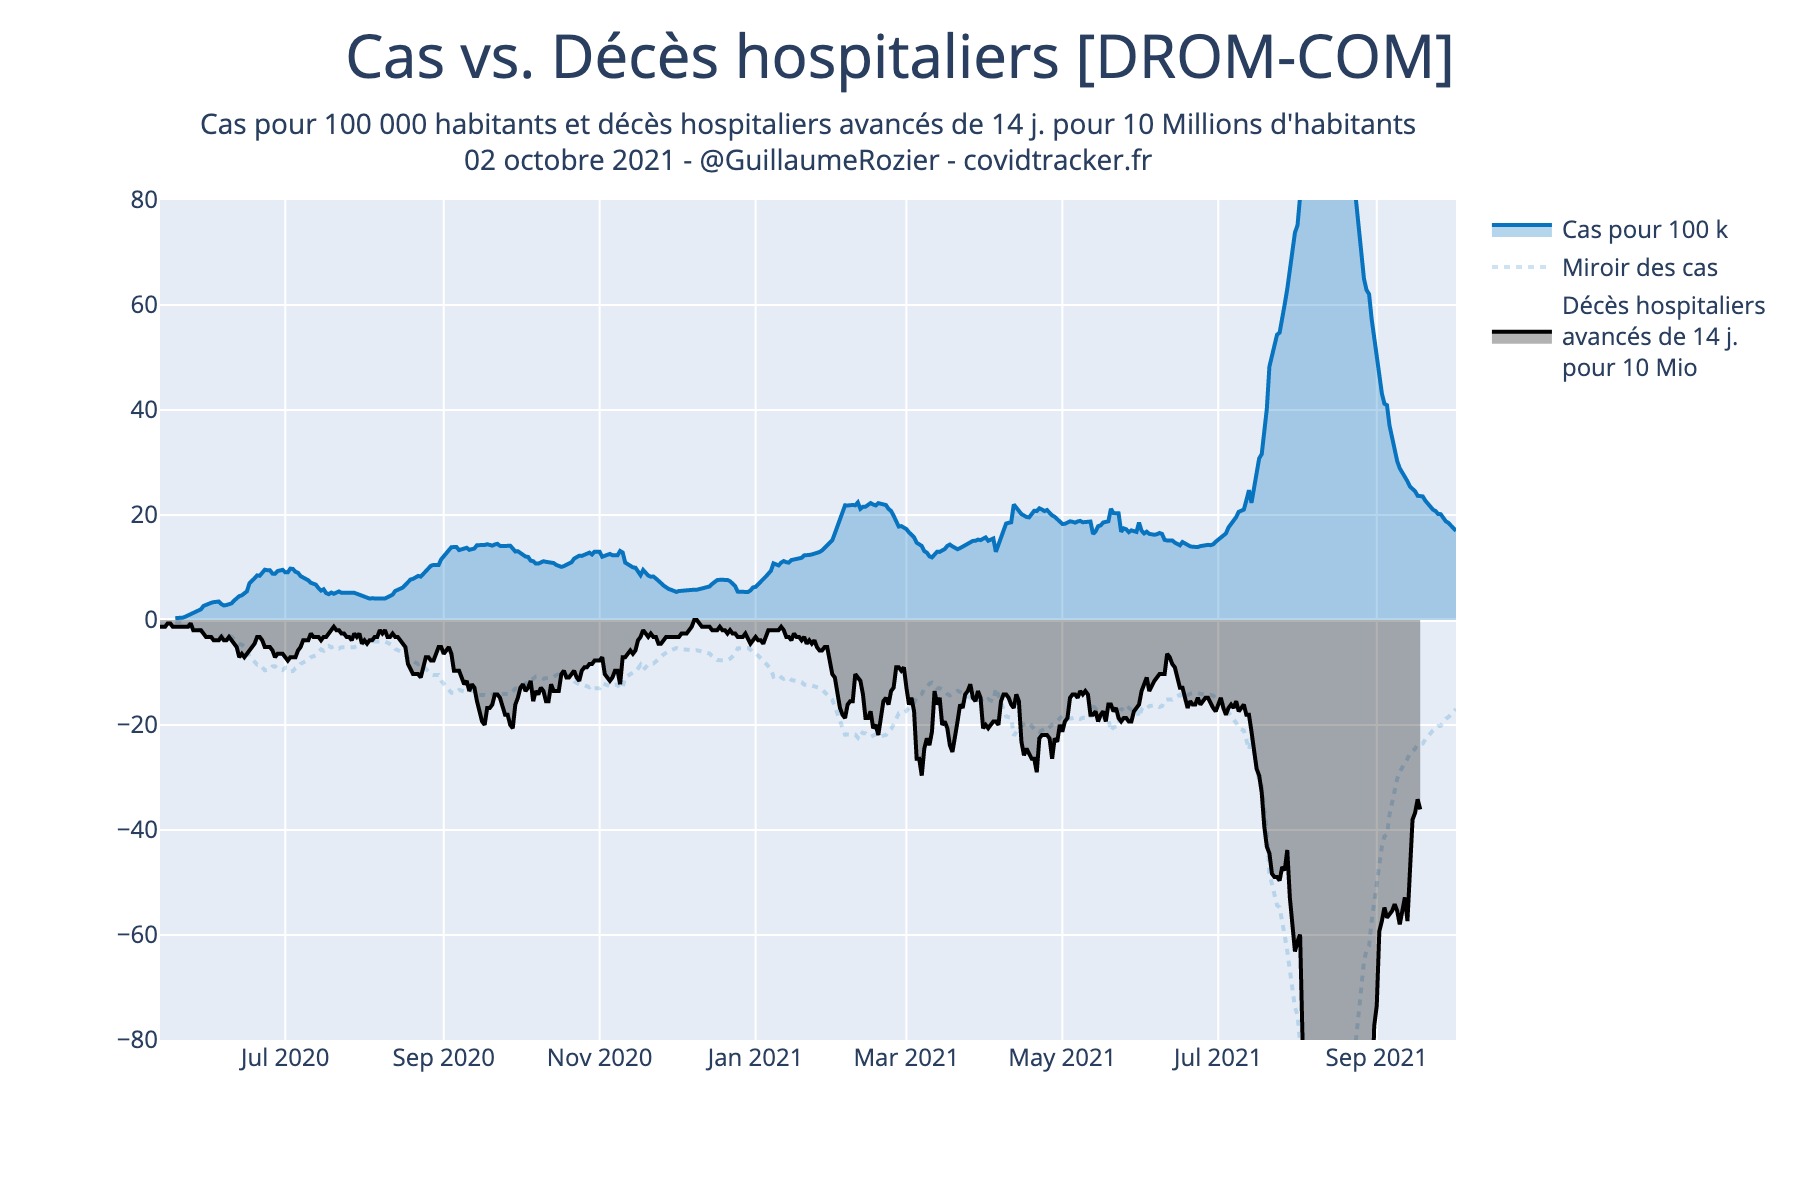 Cas vs. Décès hospitaliers [DROM-COM]
Cas pour 100 000 habitants et décès hospitaliers avancés de 14 j. pour 10 Millions d'habitants
02 octobre 2021 - @GuillaumeRozier - covidtracker.fr
80
60
40
20
0
−20
−40
−60
−80
Jul 2020
Sep 2020
Nov 2020
Jan 2021
Mar 2021
May 2021
Jul 2021
Sep 2021
Cas pour 100 k
Miroir des cas
Décès hospitaliers
avancés de 14 j.
pour 10 Mio